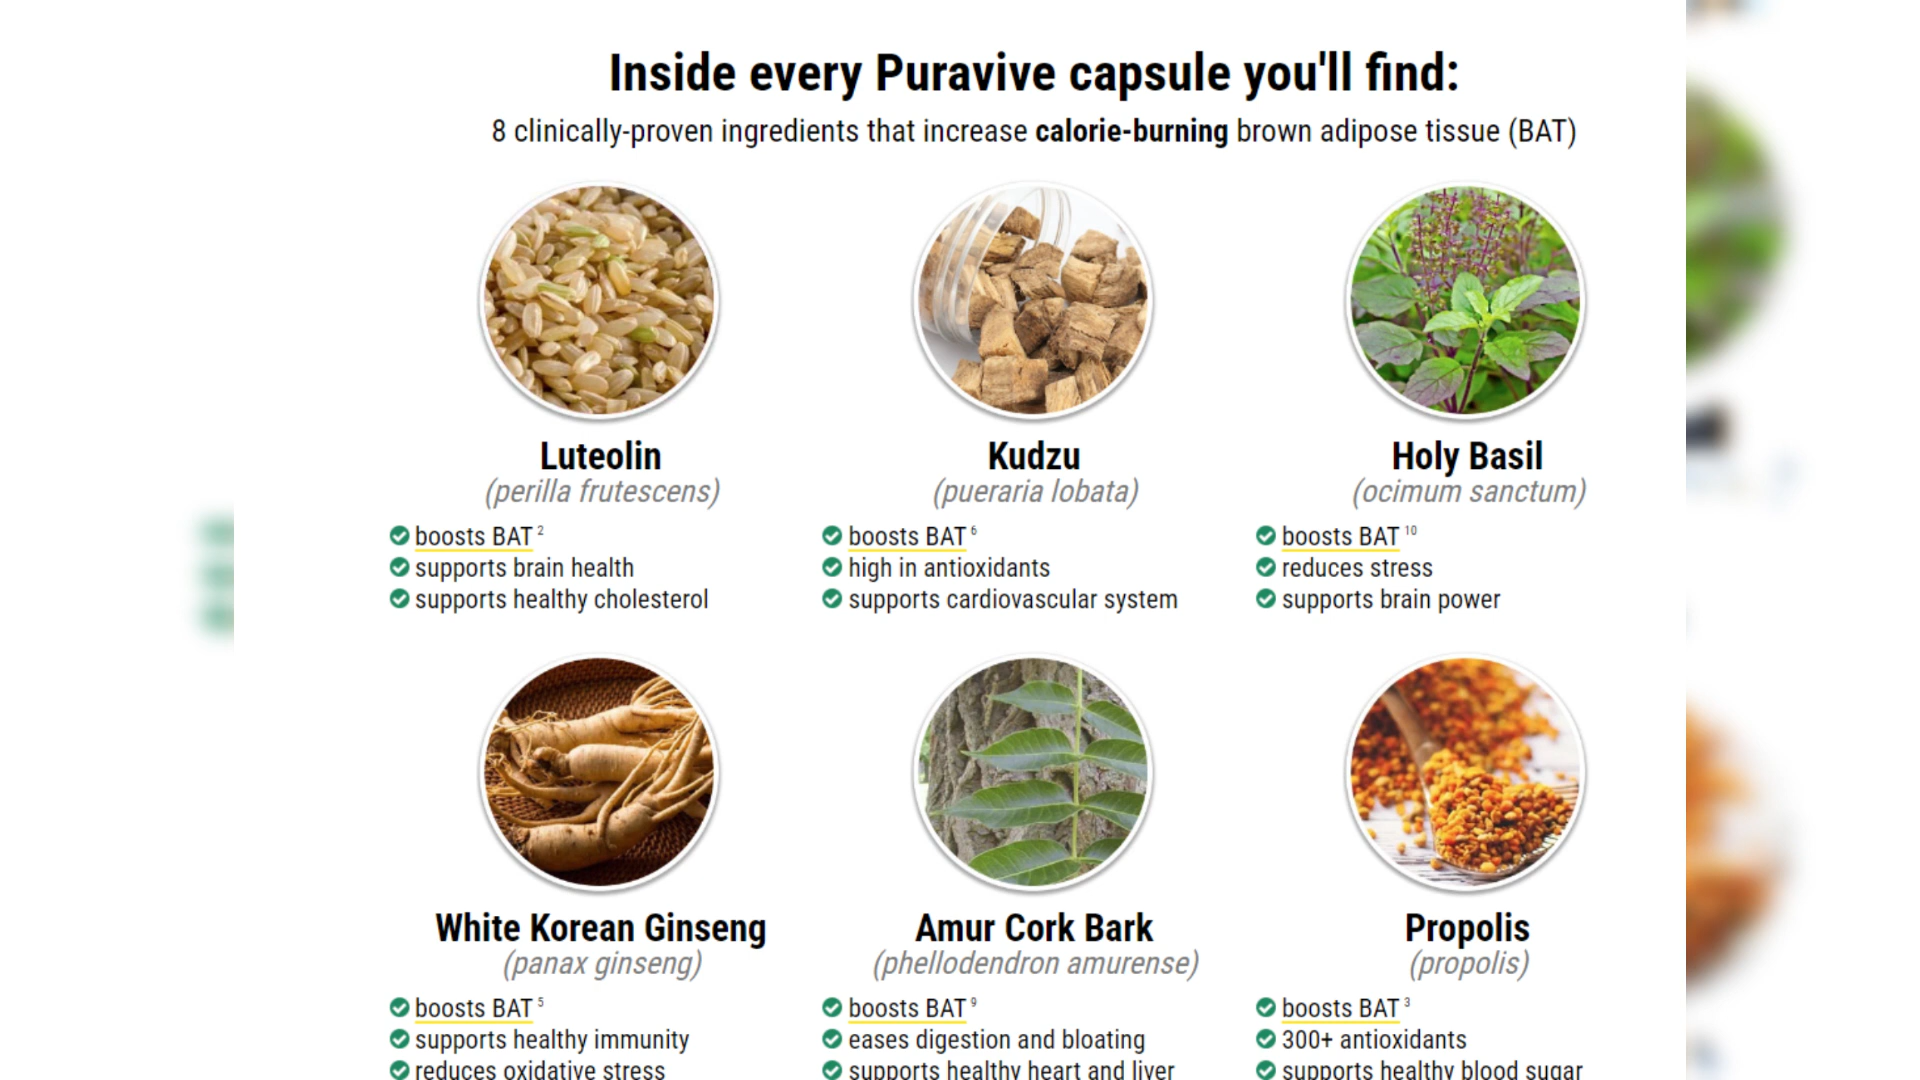 Inside every Puravive capsule you'll find:
8 clinically-proven ingredients that increase calorie-burning brown adipose tissue (BAT)
Luteolin
(perilla frutescens)
boosts BAT 2
supports brain health
supports healthy cholesterol
Kudzu
(pueraria lobata)
boosts BAT 6
high in antioxidants
supports cardiovascular system
Holy Basil
(ocimum sanctum)
boosts BAT 10
reduces stress
supports brain power
White Korean Ginseng
(panax ginseng)
boosts BAT 5
supports healthy immunity
reduces oxidative stress
Amur Cork Bark
(phellodendron amurense)
boosts BAT 9
eases digestion and bloating
supports healthy heart and liver
Propolis
(propolis)
boosts BAT 3
300+ antioxidants
supports healthy blood sugar